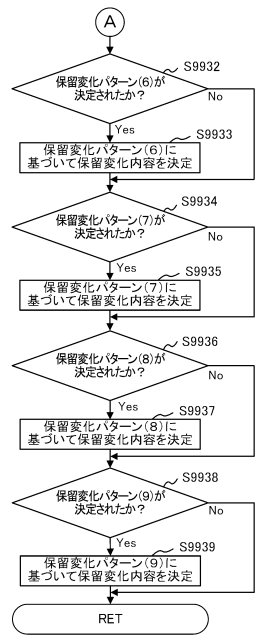 A
S9932
保留変化パターン(6)が
決定されたか？
No
Yes
S9933
保留変化パターン(6)に
基づいて保留変化内容を決定
S9934
保留変化パターン(7)が
決定されたか？
No
Yes
S9935
保留変化パターン(7)に
基づいて保留変化内容を決定
S9936
保留変化パターン(8)が
決定されたか？
No
Yes
S9937
保留変化パターン(8)に
基づいて保留変化内容を決定
S9938
保留変化パターン(9)が
決定されたか？
No
Yes
S9939
保留変化パターン(9)に
基づいて保留変化内容を決定
RET